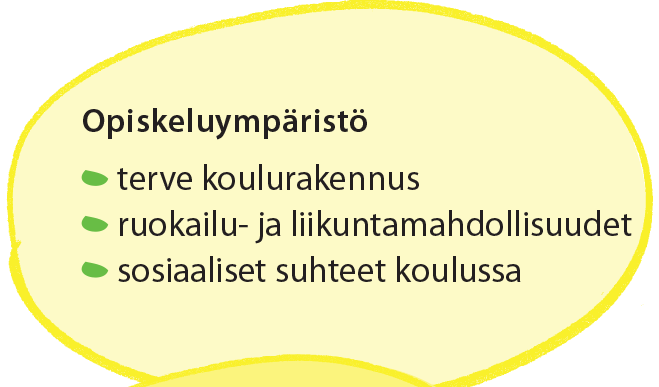 Opiskeluympäristö
terve koulurakennus
ruokailu- ja liikuntamahdollisuudet
sosiaaliset suhteet koulussa